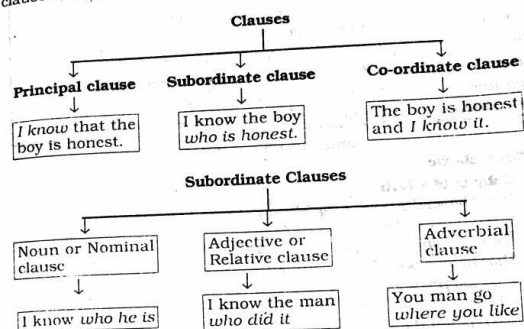 clause
Clauses
Principal clause
Subordinate clause
Co-ordinate clause
I know that the
boy is honest.
I know the boy
who is honest.
The boy is honest
and I know it.
Subordinate Clauses
Noun or Nominal
clause
Adjective or
Relative clause
Adverbial
clause
I know who he is
I know the man
who did it
You man go
where you like